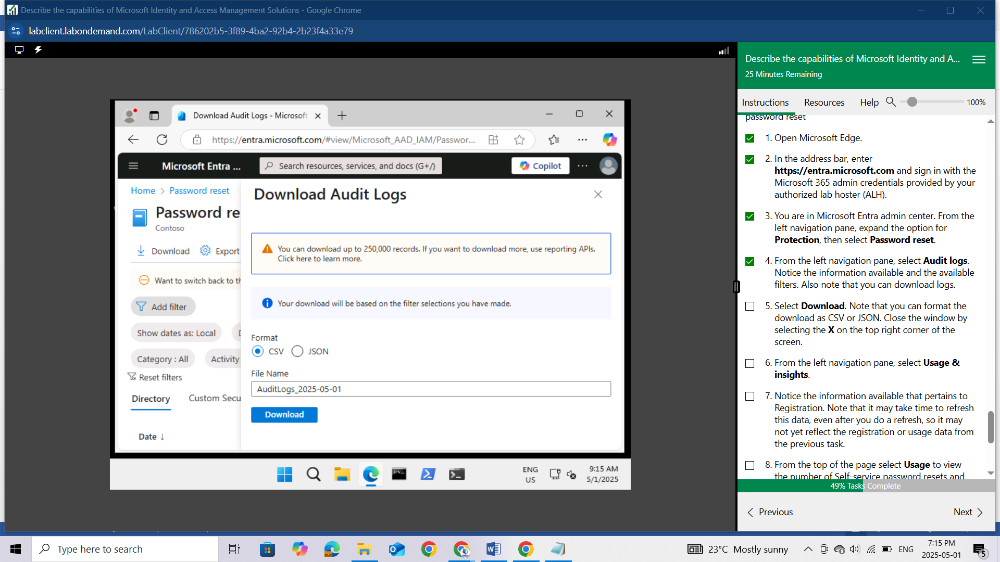 Describe the capabilities of Microsoft Identity and Access Management Solutions - Google Chrome
labclient.labondemand.com/LabClient/786202b5-3f89-4ba2-92b4-2b23f4a33e79
Download Audit Logs - Microsoft
https://entra.microsoft.com/#view/Microsoft_AAD_IAM/Passwor...
Microsoft Entra ...
Search resources, services, and docs (G+/)
Copilot
Home > Password reset
Password re
Contoso
Download
Export
Want to switch back to th
Add filter
Show dates as: Local
Category : All
Activity
Reset filters
Directory
Custom Secu
Date ↓
Download Audit Logs
You can download up to 250,000 records. If you want to download more, use reporting APIs.
Click here to learn more.
Your download will be based on the filter selections you have made.
Format
CSV
JSON
File Name
AuditLogs_2025-05-01
Download
ENG
US
9:15 AM
5/1/2025
Describe the capabilities of Microsoft Identity and A...
25 Minutes Remaining
Instructions
Resources
Help
100%
password reset
1. Open Microsoft Edge.
2. In the address bar, enter
https://entra.microsoft.com and sign in with the
Microsoft 365 admin credentials provided by your
authorized lab hoster (ALH).
3. You are in Microsoft Entra admin center. From the
left navigation pane, expand the option for
Protection, then select Password reset.
4. From the left navigation pane, select Audit logs.
Notice the information available and the available
filters. Also note that you can download logs.
5. Select Download. Note that you can format the
download as CSV or JSON. Close the window by
selecting the X on the top right corner of the
screen.
6. From the left navigation pane, select Usage &
insights.
7. Notice the information available that pertains to
Registration. Note that it may take time to refresh
this data, even after you do a refresh, so it may
not yet reflect the registration or usage data from
the previous task.
8. From the top of the page select Usage to view
the number of Self-service password resets and
49% Tasks Complete
Previous
Next
Type here to search
23°C Mostly sunny
ENG
7:15 PM
2025-05-01
5